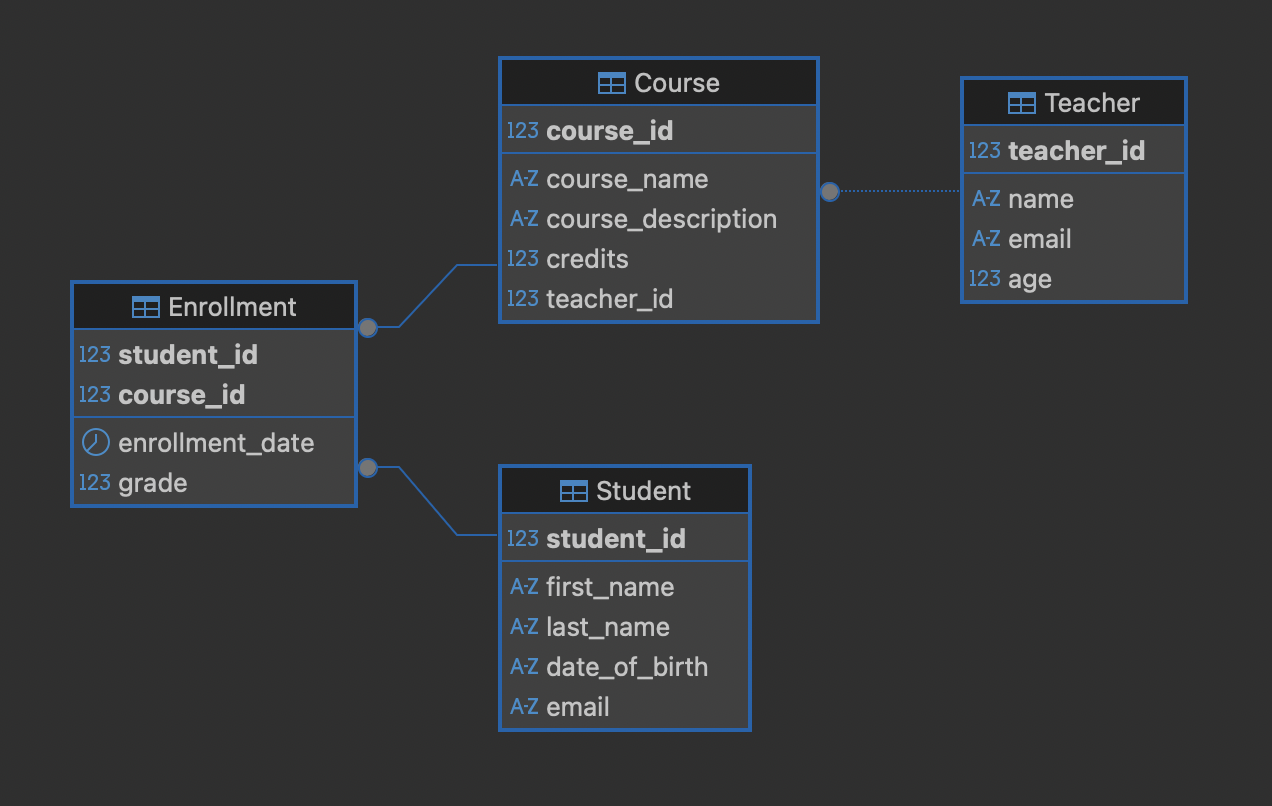 Course
123 course_id
A-Z course_name
A-Z course_description
123 credits
123 teacher_id
Teacher
123 teacher_id
A-Z name
A-Z email
123 age
Enrollment
123 student_id
123 course_id
enrollment_date
123 grade
Student
123 student_id
A-Z first_name
A-Z last_name
A-Z date_of_birth
A-Z email